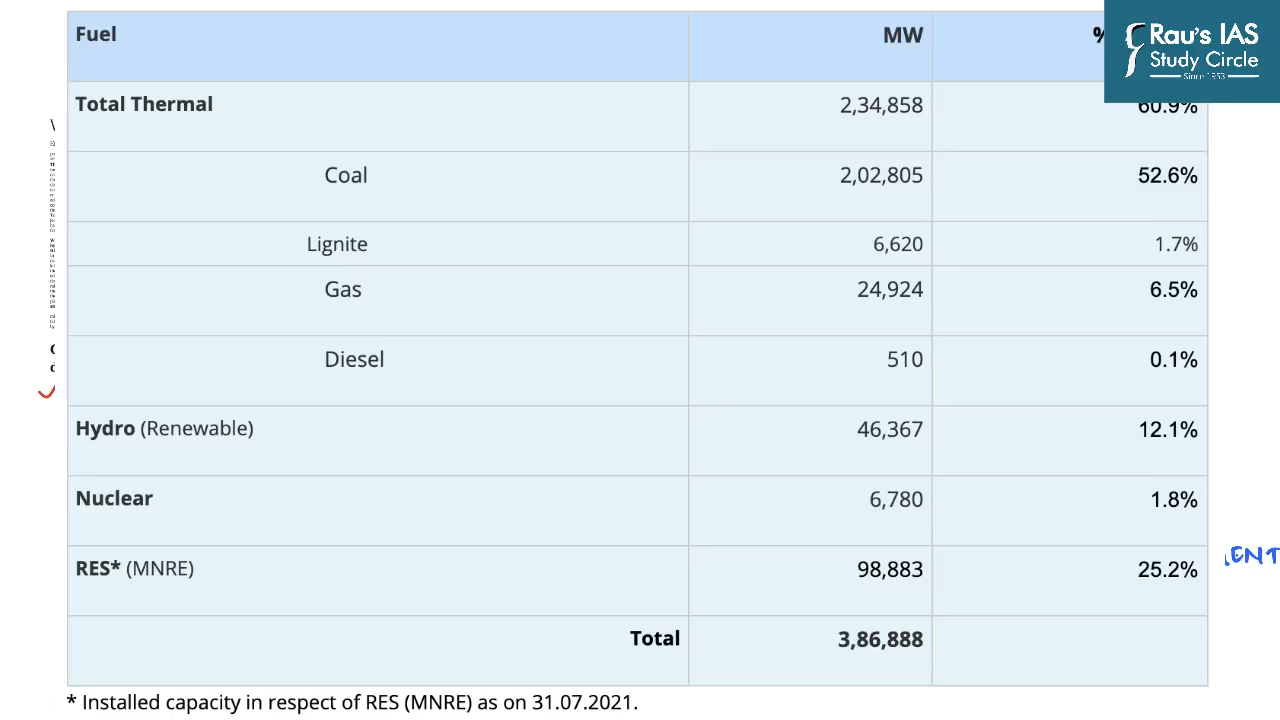 Fuel MW %
Rau's IAS
Study Circle
Since 1953
Total Thermal 2,34,858 60.9%
Coal 2,02,805 52.6%
Lignite 6,620 1.7%
Gas 24,924 6.5%
Diesel 510 0.1%
Hydro (Renewable) 46,367 12.1%
Nuclear 6,780 1.8%
RES* (MNRE) 98,883 25.2%
ENT
Total 3,86,888
* Installed capacity in respect of RES (MNRE) as on 31.07.2021.